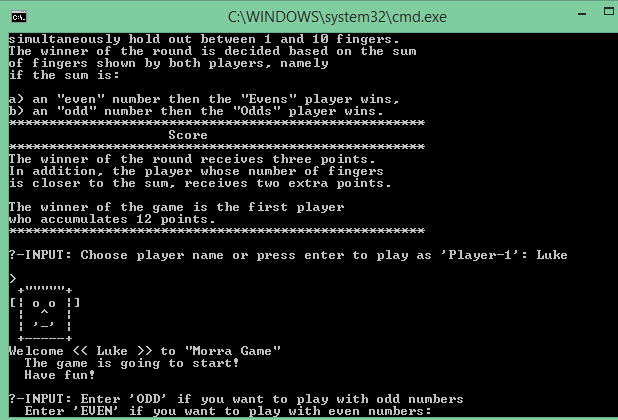 C:\WINDOWS\system32\cmd.exe
simultaneously hold out between 1 and 10 fingers.
The winner of the round is decided based on the sum
of fingers shown by both players, namely
if the sum is:
a) an "even" number then the "Evens" player wins,
b) an "odd" number then the "Odds" player wins.
****************************************************
Score
****************************************************
The winner of the round receives three points.
In addition, the player whose number of fingers
is closer to the sum, receives two extra points.
The winner of the game is the first player
who accumulates 12 points.
****************************************************
?-INPUT: Choose player name or press enter to play as 'Player-1': Luke
>
+"""""+
[¦ o o ¦]
¦ ^ ¦
¦ '-' ¦
+-----+
Welcome << Luke >> to "Morra Game"
The game is going to start!
Have fun!
?-INPUT: Enter 'ODD' if you want to play with odd numbers
Enter 'EVEN' if you want to play with even numbers: